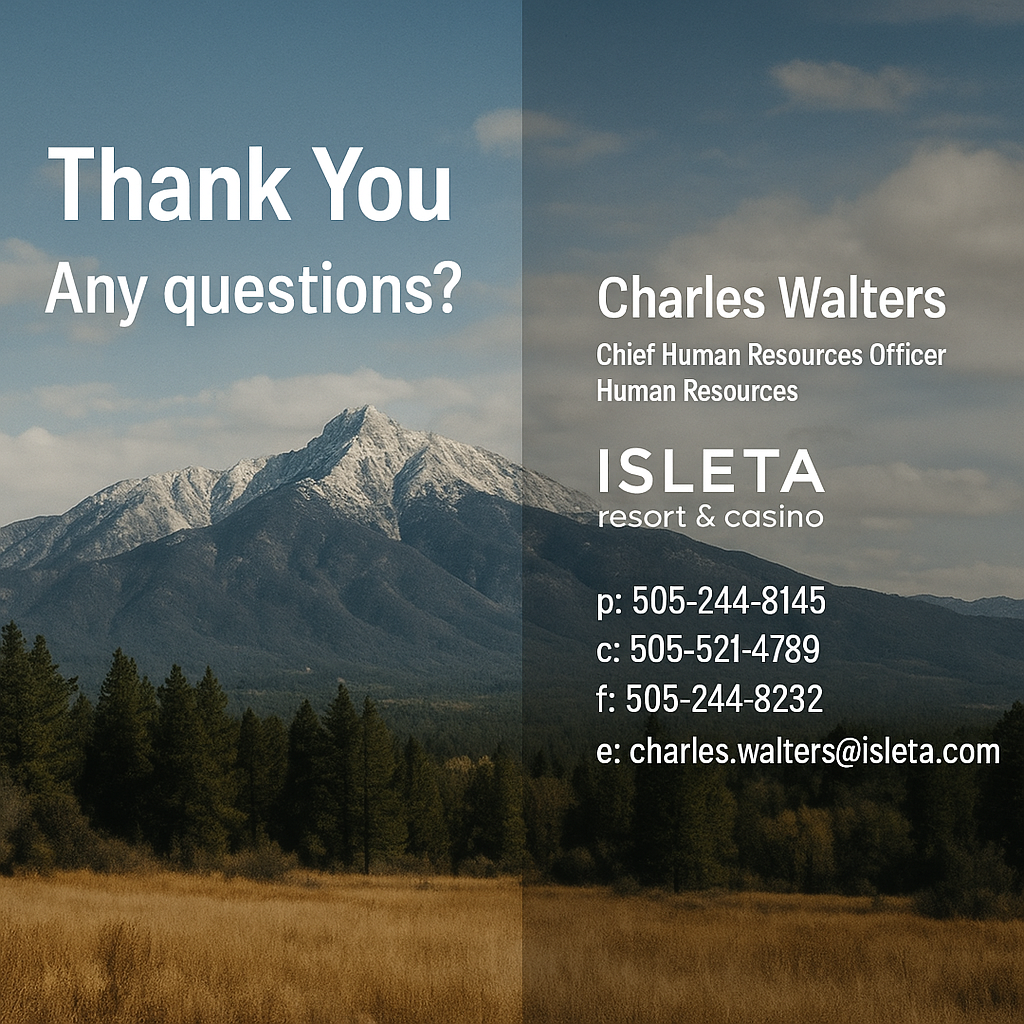 Thank You
Any questions?
Charles Walters
Chief Human Resources Officer
Human Resources
ISLETA
resort & casino
p: 505-244-8145
c: 505-521-4789
f: 505-244-8232
e: charles.walters@isleta.com